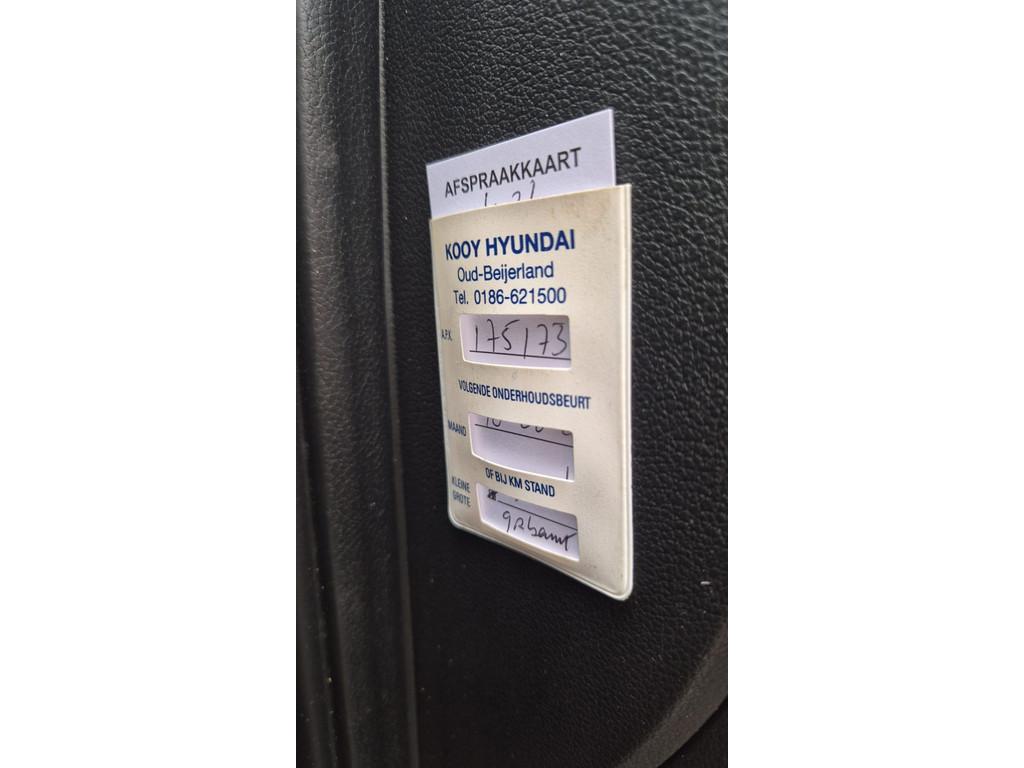 AFSPRAAKKAART
KOOY HYUNDAI
Oud-Beijerland
Tel. 0186-621500
A.P.K.
175173
VOLGENDE ONDERHOUDSBEURT
MAAND
OF BIJ KM STAND
KLEINE
GROTE